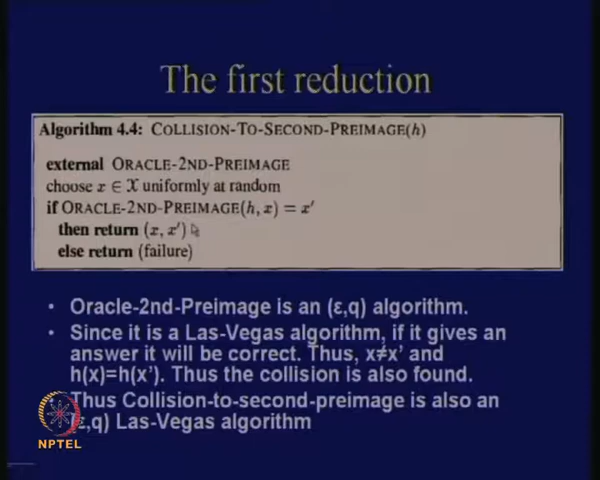 The first reduction
Algorithm 4.4: COLLISION-TO-SECOND-PREIMAGE(h)
external ORACLE-2ND-PREIMAGE
choose x ∈ X uniformly at random
if ORACLE-2ND-PREIMAGE(h, x) = x′
then return (x, x′)
else return (failure)
• Oracle-2nd-Preimage is an (ε,q) algorithm.
• Since it is a Las-Vegas algorithm, if it gives an
answer it will be correct. Thus, x≠x’ and
h(x)=h(x’). Thus the collision is also found.
Thus Collision-to-second-preimage is also an
(ε,q) Las-Vegas algorithm
NPTEL